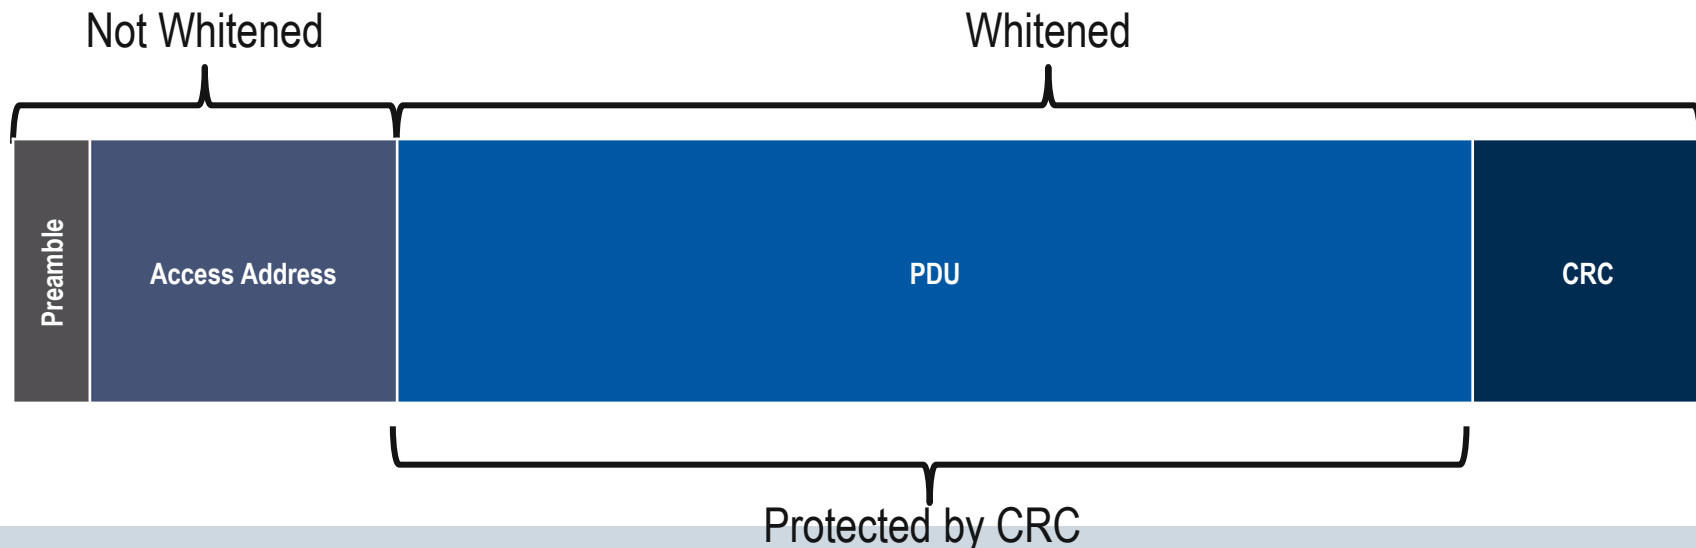 Not Whitened
Whitened
Preamble
Access Address
PDU
CRC
Protected by CRC